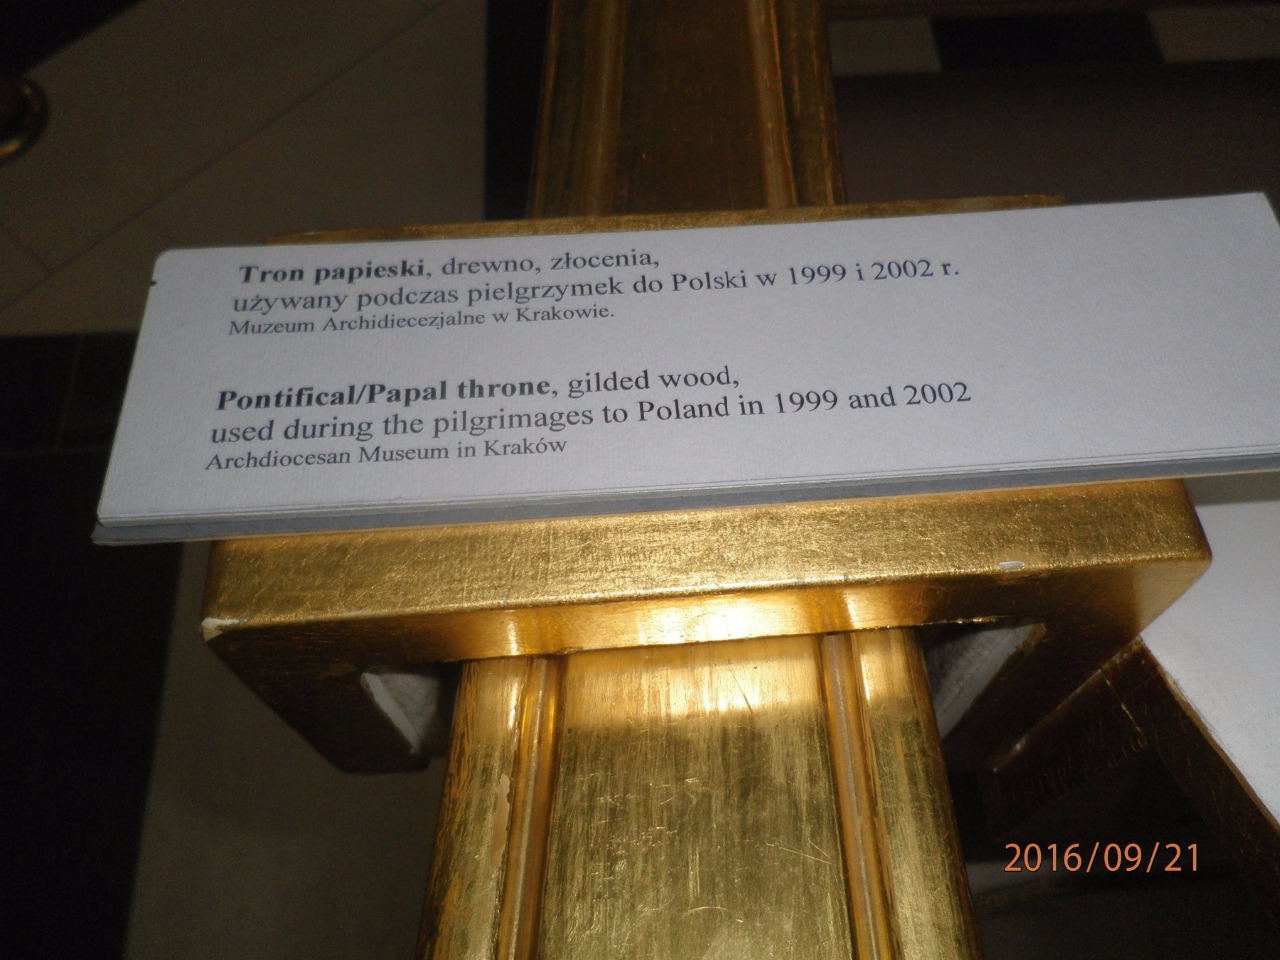 Tron papieski, drewno, złocenia,
używany podczas pielgrzymek do Polski w 1999 i 2002 r.
Muzeum Archidiecezjalne w Krakowie.
Pontifical/Papal throne, gilded wood,
used during the pilgrimages to Poland in 1999 and 2002
Archdiocesan Museum in Kraków
2016/09/21